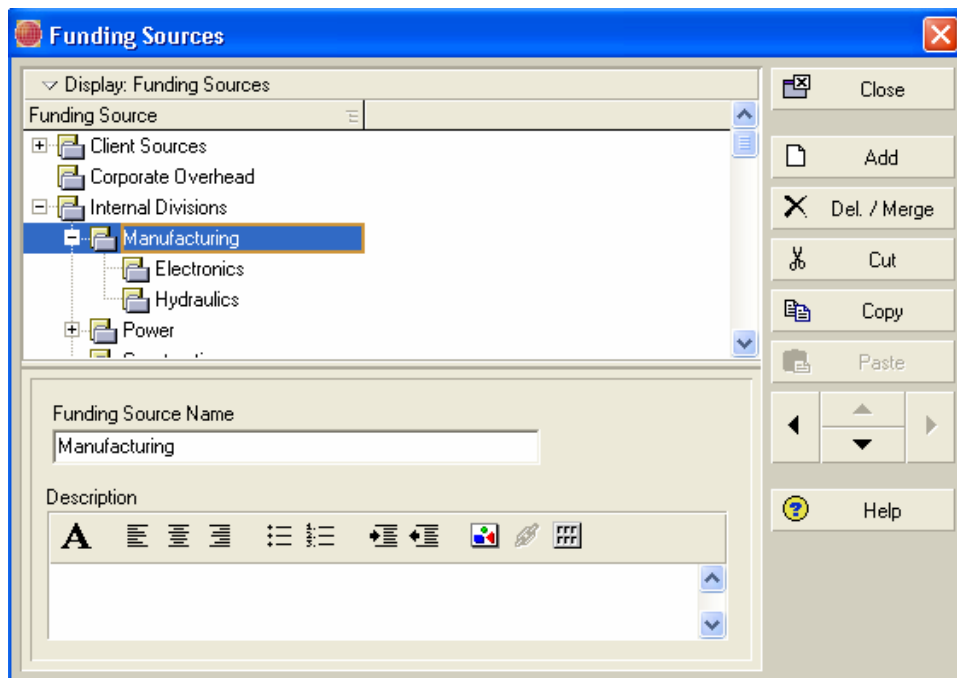 Funding Sources
Display: Funding Sources
Funding Source
Client Sources
Corporate Overhead
Internal Divisions
Manufacturing
Electronics
Hydraulics
Power
Funding Source Name
Manufacturing
Description
A
Close
Add
Del. / Merge
Cut
Copy
Paste
Help